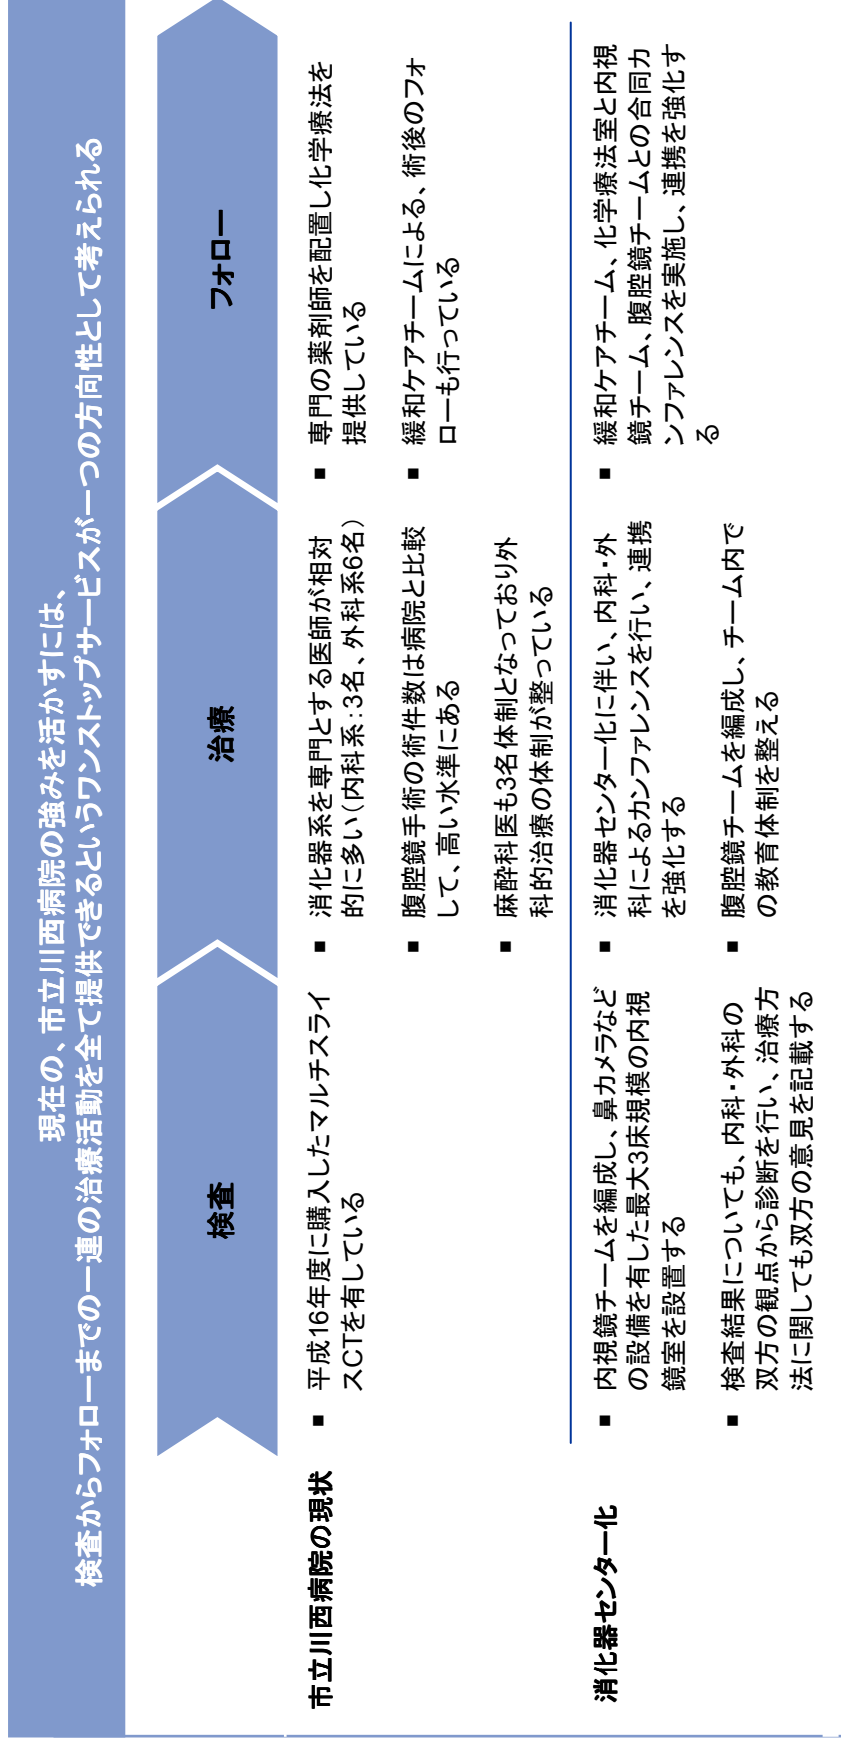 現在の、市立川西病院の強みを活かすには、
検査からフォローまでの一連の治療活動を全て提供できるというワンストップサービスが一つの方向性として考えられる
検査
治療
フォロー
市立川西病院の現状
■ 平成16年度に購入したマルチスライ
スCTを有している
■ 消化器系を専門とする医師が相対
的に多い（内科系：3名、外科系6名）
■ 腹腔鏡手術の術件数は病院と比較
して、高い水準にある
■ 麻酔科医も3名体制となっており外
科的治療の体制が整っている
■ 専門の薬剤師を配置し化学療法を
提供している
■ 緩和ケアチームによる、術後のフォ
ローも行っている
消化器センター化
■ 内視鏡チームを編成し、鼻カメラなど
の設備を有した最大3床規模の内視
鏡室を設置する
■ 検査結果についても、内科・外科の
双方の観点から診断を行い、治療方
法に関しても双方の意見を記載する
■ 消化器センター化に伴い、内科・外
科によるカンファレンスを行い、連携
を強化する
■ 腹腔鏡チームを編成し、チーム内で
の教育体制を整える
■ 緩和ケアチーム、化学療法室と内視
鏡チーム、腹腔鏡チームとの合同カ
ンファレンスを実施し、連携を強化す
る